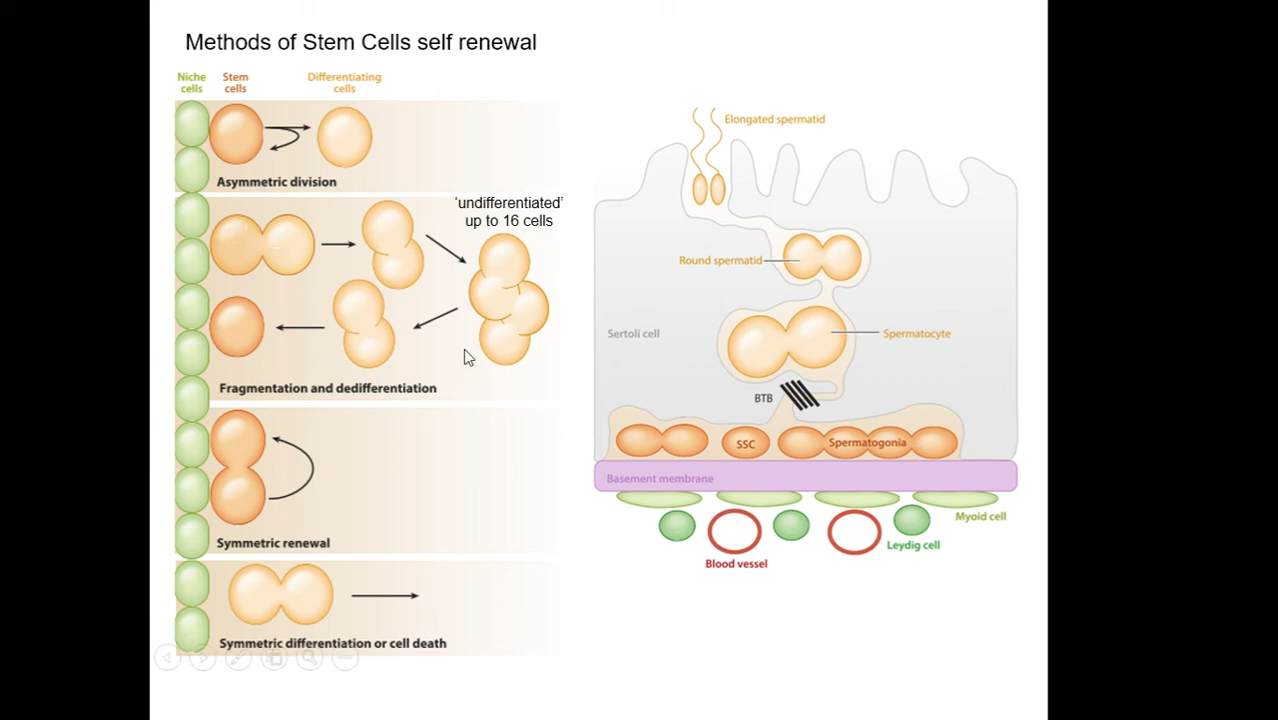 Methods of Stem Cells self renewal
Niche
cells
Stem
cells
Differentiating
cells
Asymmetric division
‘undifferentiated’
up to 16 cells
Fragmentation and dedifferentiation
Symmetric renewal
Symmetric differentiation or cell death
Elongated spermatid
Round spermatid
Sertoli cell
Spermatocyte
BTB
SSC
Spermatogonia
Basement membrane
Myoid cell
Leydig cell
Blood vessel